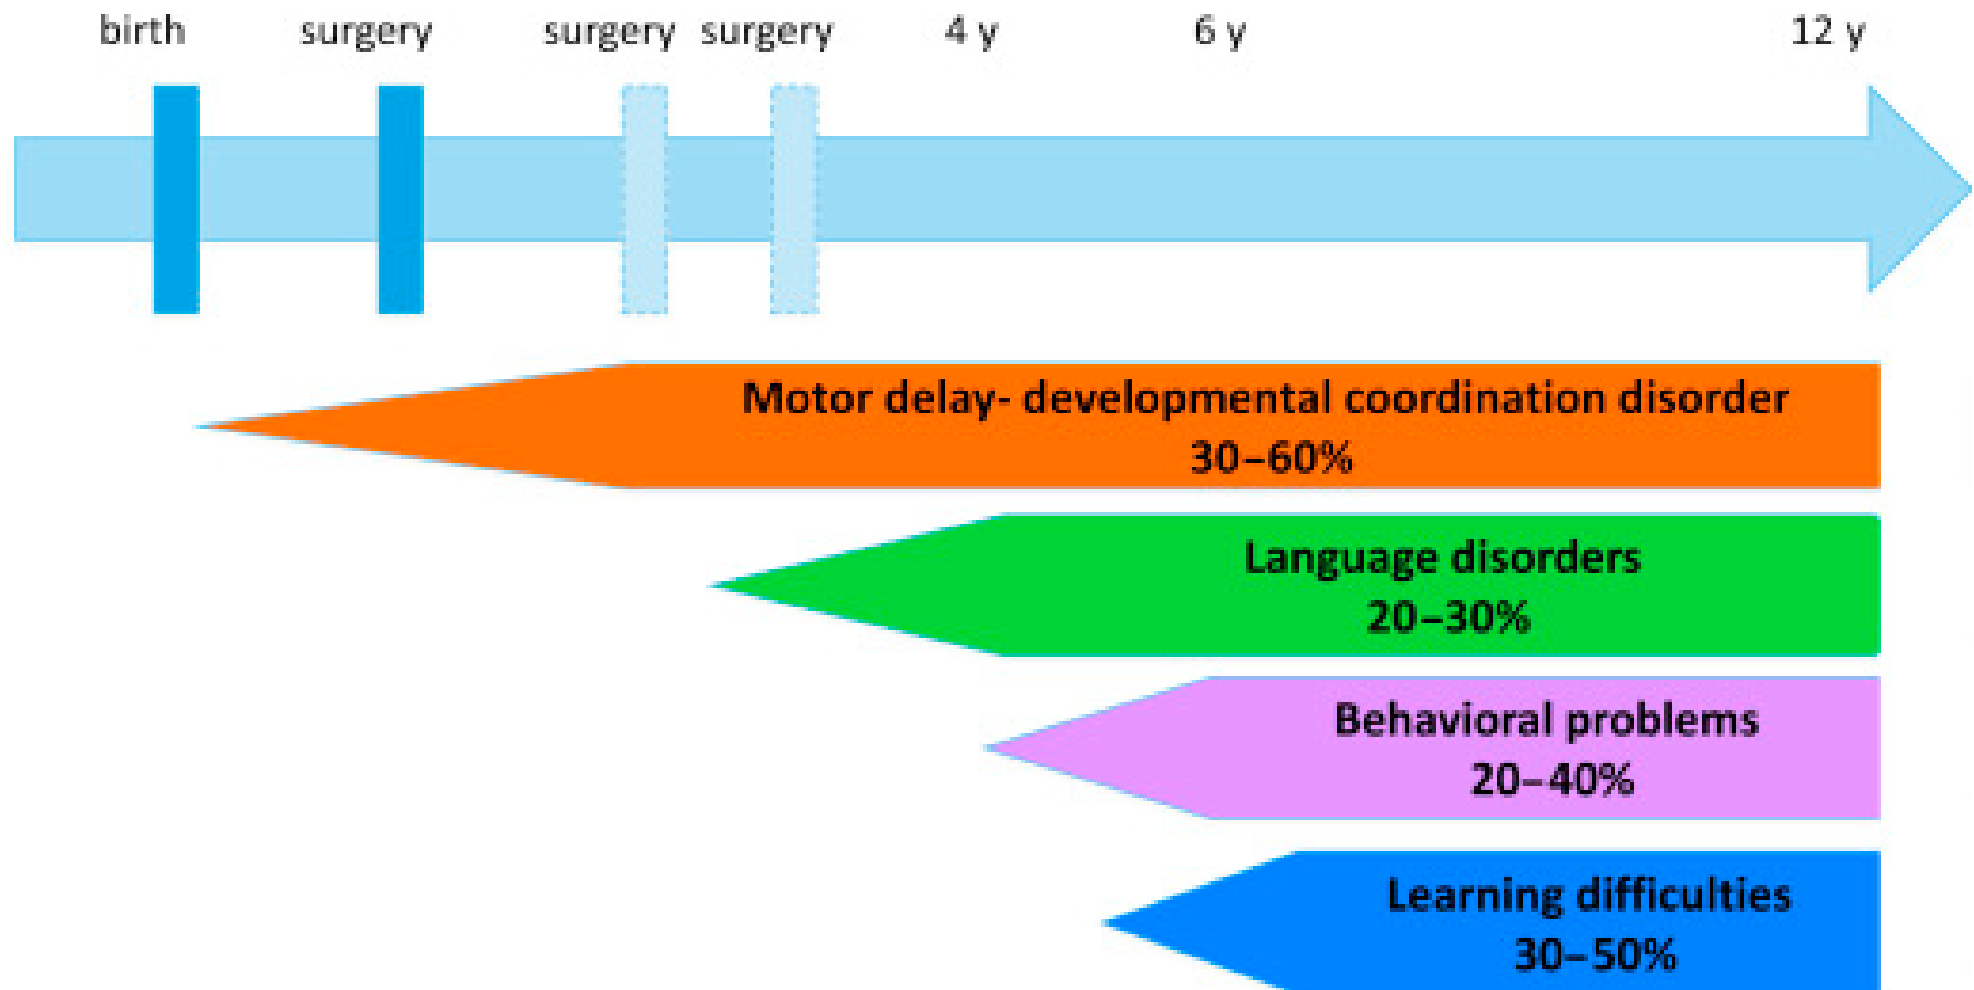 birth surgery surgery surgery 4 y 6 y 12 y
Motor delay- developmental coordination disorder
30–60%
Language disorders
20–30%
Behavioral problems
20–40%
Learning difficulties
30–50%